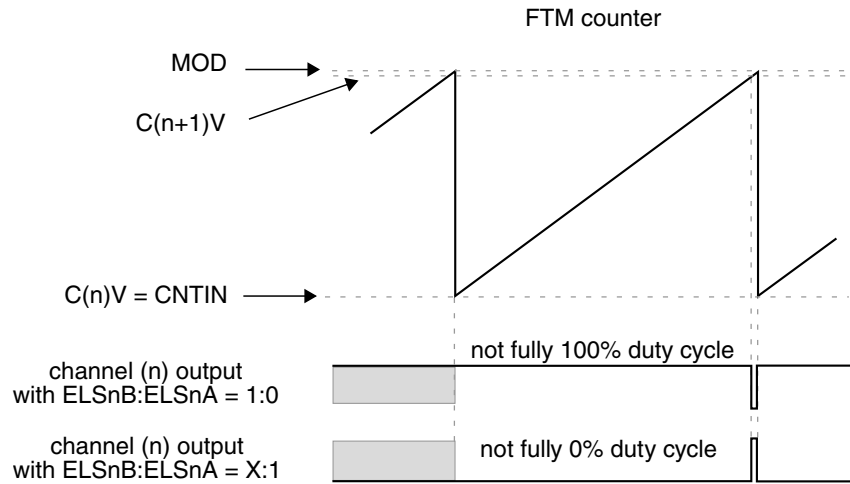 FTM counter
MOD
C(n+1)V
C(n)V = CNTIN
not fully 100% duty cycle
channel (n) output
with ELSnB:ELSnA = 1:0
channel (n) output
with ELSnB:ELSnA = X:1
not fully 0% duty cycle